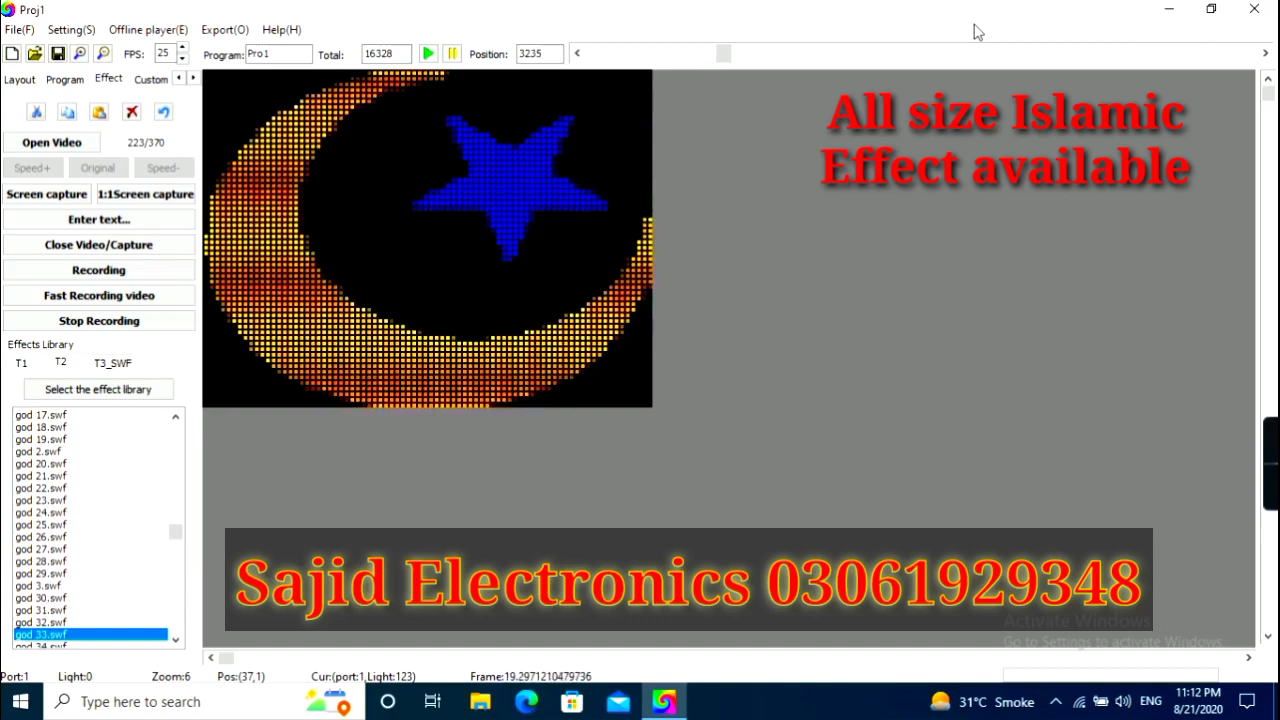 Proj1
File(F) Setting(S) Offline player(E) Export(O) Help(H)
FPS: 25 Program: Pro1 Total: 16328 Position: 3235
Layout Program Effect Custom
Open Video 223/370
Speed+ Original Speed-
Screen capture 1:1Screen capture
Enter text...
Close Video/Capture
Recording
Fast Recording video
Stop Recording
Effects Library
T1 T2 T3_SWF
Select the effect library
god 17.swf
god 18.swf
god 19.swf
god 2.swf
god 20.swf
god 21.swf
god 22.swf
god 23.swf
god 24.swf
god 25.swf
god 26.swf
god 27.swf
god 28.swf
god 29.swf
god 3.swf
god 30.swf
god 31.swf
god 32.swf
god 33.swf
god 34.swf
All size Islamic
Effect available
Sajid Electronics 03061929348
Activate Windows
Go to Settings to activate Windows.
Port:1 Light:0 Zoom:6 Pos:(37,1) Cur:(port:1,Light:123) Frame:19.2971210479736
Type here to search
31°C Smoke ENG
11:12 PM
8/21/2020